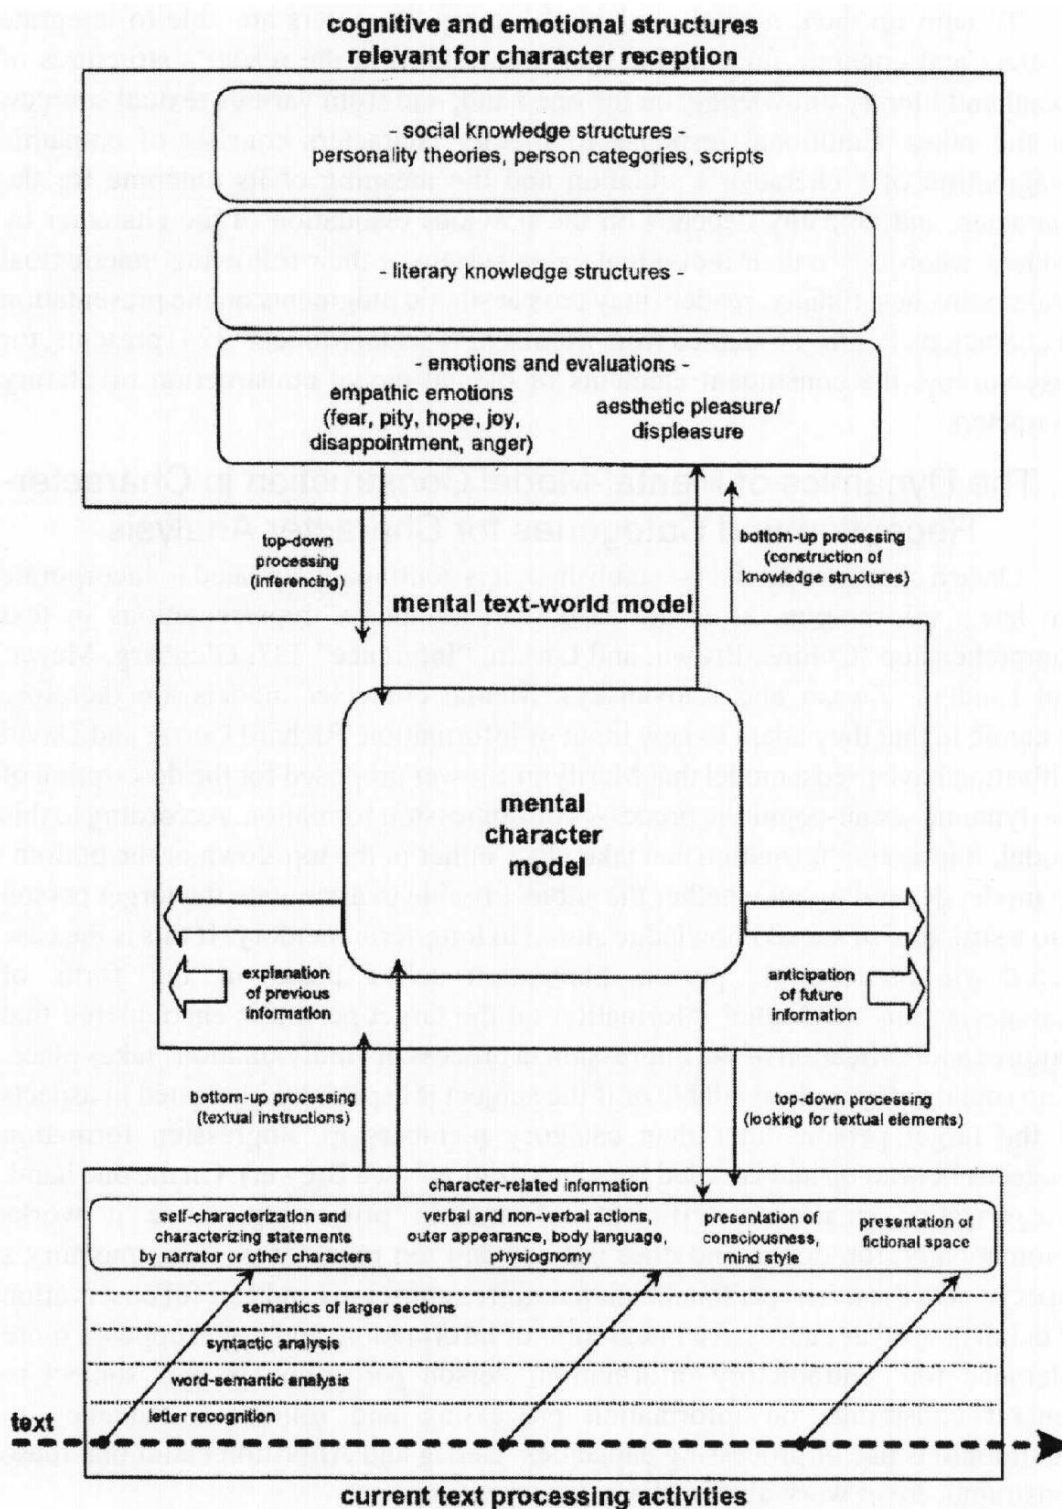 cognitive and emotional structures
relevant for character reception
- social knowledge structures -
personality theories, person categories, scripts
- literary knowledge structures -
- emotions and evaluations -
empathic emotions
(fear, pity, hope, joy,
disappointment, anger)
aesthetic pleasure/
displeasure
top-down
processing
(inferencing)
bottom-up processing
(construction of
knowledge structures)
mental text-world model
mental
character
model
explanation
of previous
information
anticipation
of future
information
bottom-up processing
(textual instructions)
top-down processing
(looking for textual elements)
character-related information
self-characterization and
characterizing statements
by narrator or other characters
verbal and non-verbal actions,
outer appearance, body language,
physiognomy
presentation of
consciousness,
mind style
presentation of
fictional space
semantics of larger sections
syntactic analysis
word-semantic analysis
letter recognition
text
current text processing activities